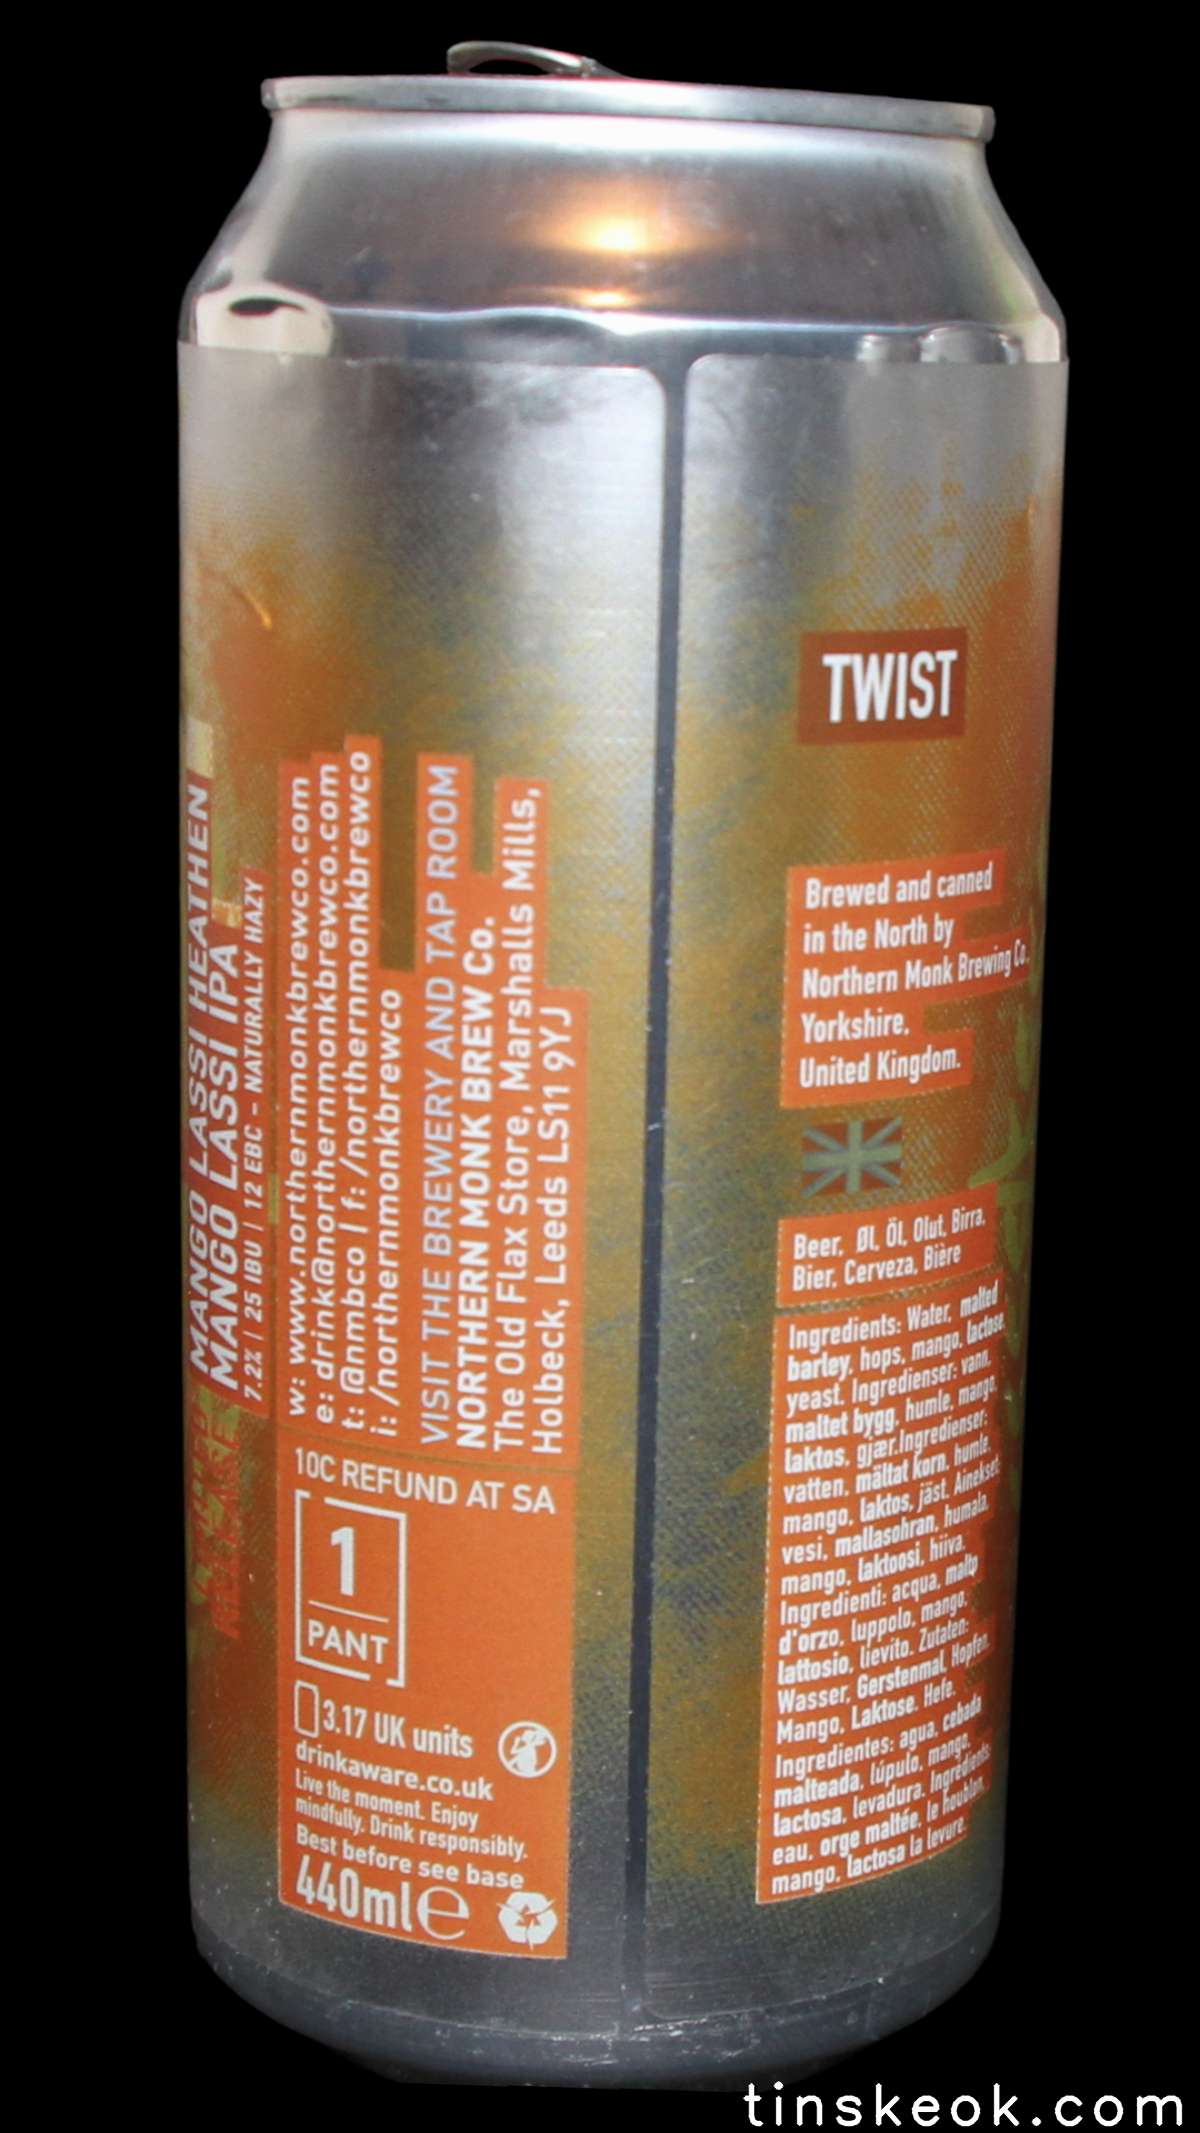 MANGO LASSI HEATHEN
MANGO LASSI IPA
7.2% | 25 IBU | 12 EBC - NATURALLY HAZY
w: www.northernmonkbrewco.com
e: drink@northernmonkbrewco.com
t: @nmbco | f: /northernmonkbrewco
i: /northernmonkbrewco
VISIT THE BREWERY AND TAP ROOM
NORTHERN MONK BREW Co.
The Old Flax Store, Marshalls Mills,
Holbeck, Leeds LS11 9YJ
10C REFUND AT SA
1
PANT
3.17 UK units
drinkaware.co.uk
Live the moment. Enjoy
mindfully. Drink responsibly.
Best before see base
440ml e
TWIST
Brewed and canned
in the North by
Northern Monk Brewing Co.
Yorkshire.
United Kingdom.
Beer, Øl, Öl, Olut, Birra,
Bier, Cerveza, Bière
Ingredients: Water, malted
barley, hops, mango, lactose,
yeast. Ingredienser: vann,
maltet bygg, humle, mango,
laktos, gjær.Ingredienser:
vatten, mältat korn, humle,
mango, laktos, jäst. Ainekset:
vesi, mallasohran, humala,
mango, laktoosi, hiiva.
Ingredienti: acqua, malto
d'orzo, luppolo, mango,
lattosio, lievito. Zutaten:
Wasser, Gerstenmal, Hopfen,
Mango, Laktose. Hefe.
Ingredientes: agua, cebada
malteada, lúpulo, mango,
lactosa, levadura. Ingrédients:
eau, orge maltée, le houblon,
mango, lactosa la levure.
tinskeok.com